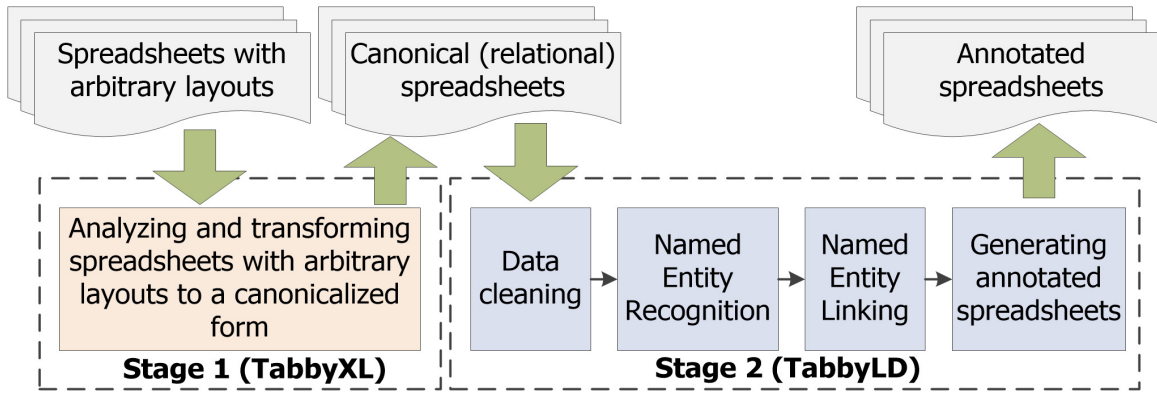 Spreadsheets with
arbitrary layouts
Canonical (relational)
spreadsheets
Annotated
spreadsheets
Analyzing and transforming
spreadsheets with arbitrary
layouts to a canonicalized
form
Stage 1 (TabbyXL)
Data
cleaning
Named
Entity
Recognition
Named
Entity
Linking
Generating
annotated
spreadsheets
Stage 2 (TabbyLD)